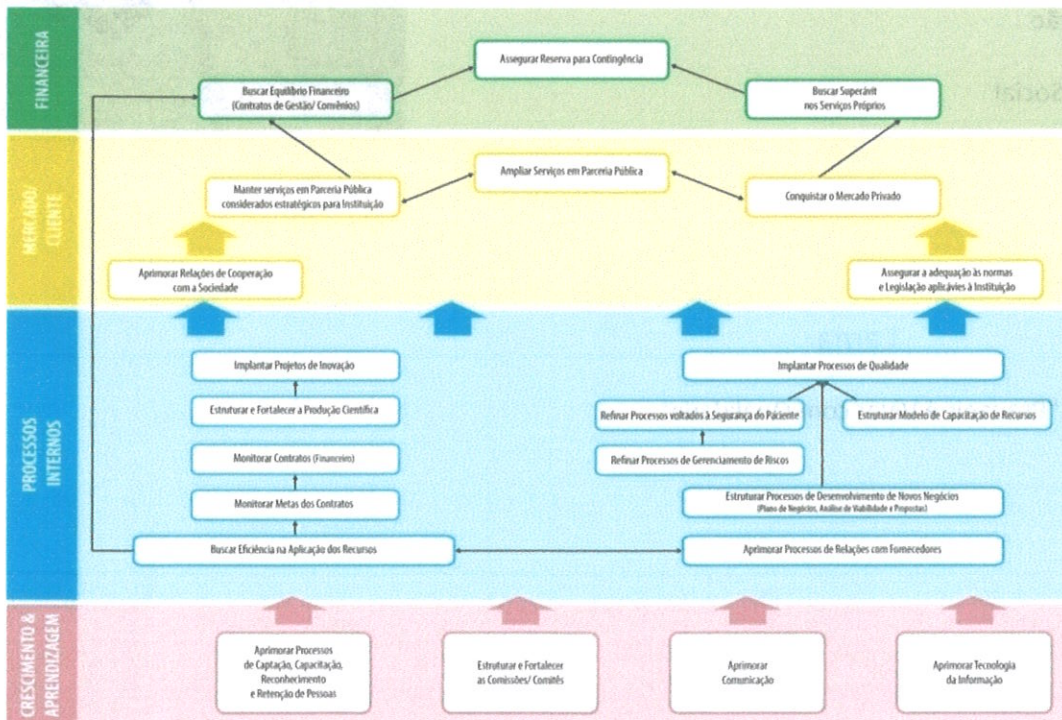 FINANCEIRA
Assegurar Reserva para Contingência
Buscar Equilíbrio Financeiro
(Contratos de Gestão/ Convênios)
Buscar Superávit
nos Serviços Próprios
Social
MERCADO/
CLIENTE
Ampliar Serviços em Parceria Pública
Manter serviços em Parceria Pública
considerados estratégicos para Instituição
Conquistar o Mercado Privado
Aprimorar Relações de Cooperação
com a Sociedade
Assegurar a adequação às normas
e Legislação aplicávies à Instituição
PROCESSOS
INTERNOS
Implantar Projetos de Inovação
Implantar Processos de Qualidade
Estruturar e Fortalecer a Produção Científica
Refinar Processos voltados à Segurança do Paciente
Estruturar Modelo de Capacitação de Recursos
Monitorar Contratos (Financeiro)
Refinar Processos de Gerenciamento de Riscos
Monitorar Metas dos Contratos
Estruturar Processos de Desenvolvimento de Novos Negócios
(Plano de Negócios, Análise de Viabilidade e Propostas)
Buscar Eficiência na Aplicação dos Recursos
Aprimorar Processos de Relações com Fornecedores
CRESCIMENTO &
APRENDIZAGEM
Aprimorar Processos
de Captação, Capacitação,
Reconhecimento
e Retenção de Pessoas
Estruturar e Fortalecer
as Comissões/ Comitês
Aprimorar
Comunicação
Aprimorar Tecnologia
da Informação